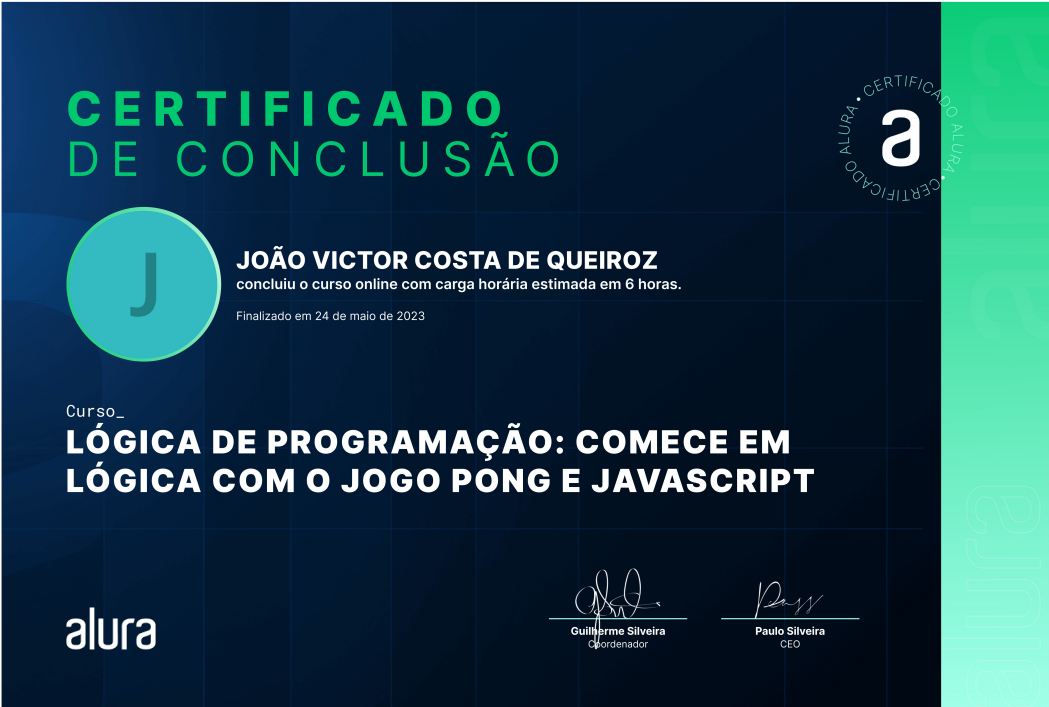 CERTIFICADO
DE CONCLUSÃO
CERTIFICADO ALURA • CERTIFICADO ALURA •
a
J
JOÃO VICTOR COSTA DE QUEIROZ
concluiu o curso online com carga horária estimada em 6 horas.
Finalizado em 24 de maio de 2023
Curso_
LÓGICA DE PROGRAMAÇÃO: COMECE EM
LÓGICA COM O JOGO PONG E JAVASCRIPT
alura
Guilherme Silveira
Coordenador
Paulo Silveira
CEO
alura
alura